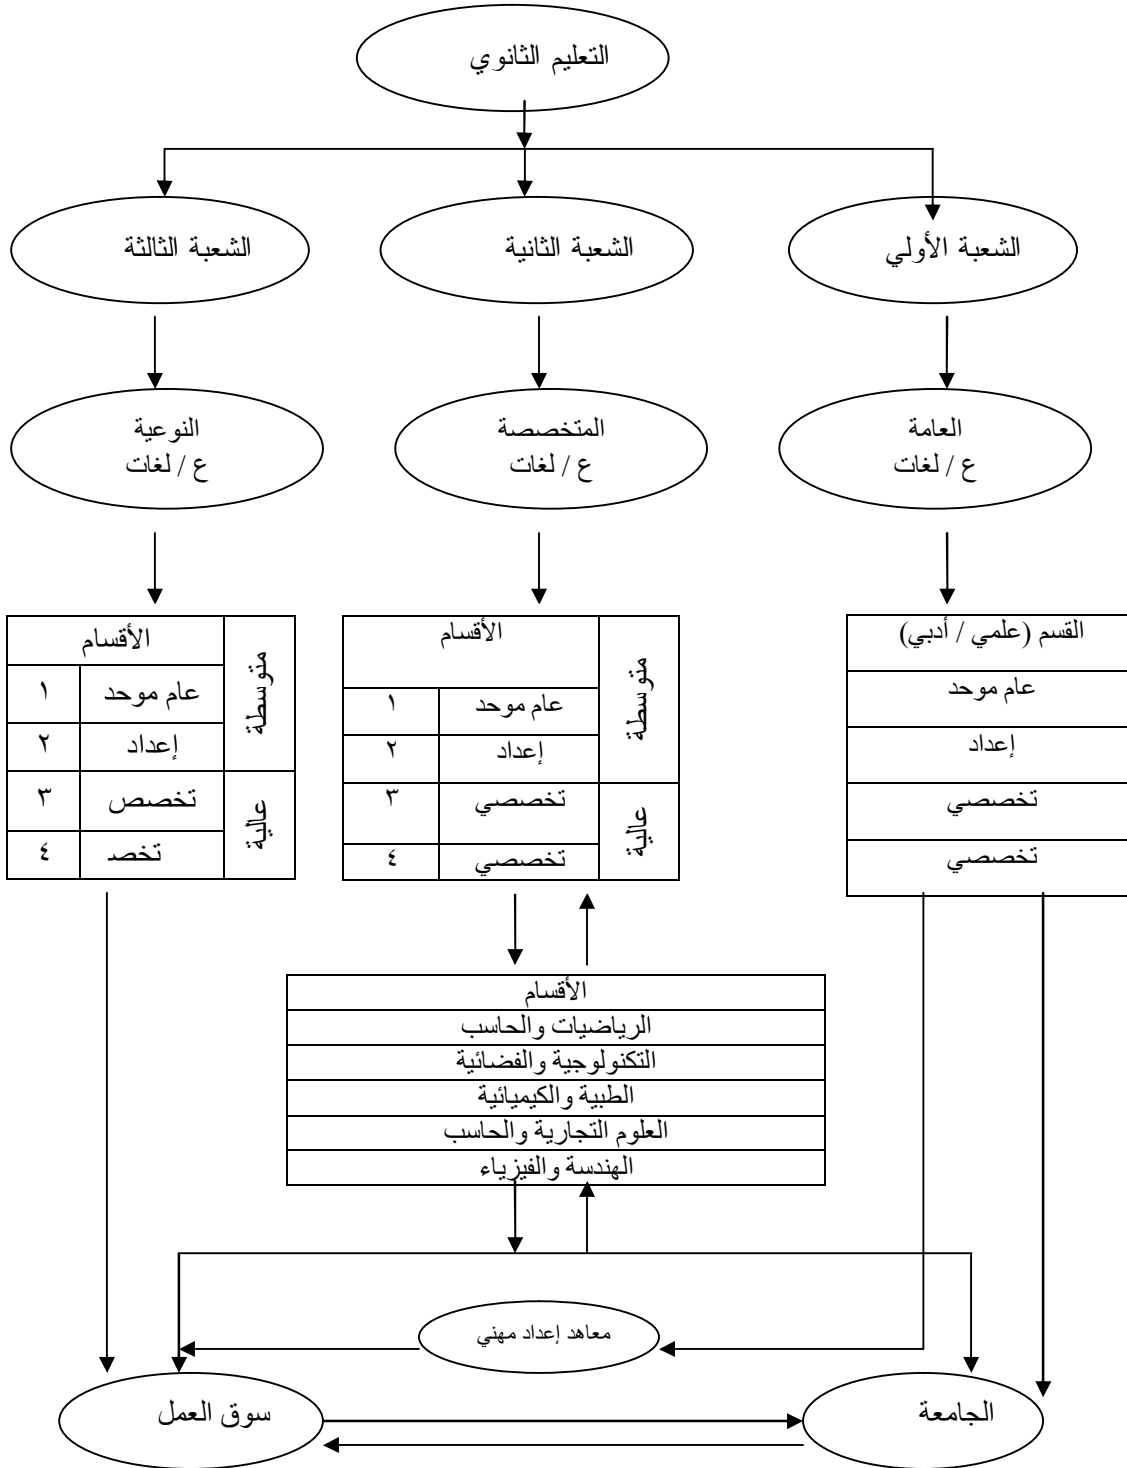 التعليم الثانوي
الشعبة الأولي
الشعبة الثانية
الشعبة الثالثة
العامة
ع / لغات
المتخصصة
ع / لغات
النوعية
ع / لغات
القسم (علمي / أدبي)
عام موحد
إعداد
تخصصي
تخصصي
متوسطة
عالية
الأقسام
عام موحد ١
إعداد ٢
تخصصي ٣
تخصصي ٤
متوسطة
عالية
الأقسام
عام موحد ١
إعداد ٢
تخصص ٣
تخصد ٤
الأقسام
الرياضيات والحاسب
التكنولوجية والفضائية
الطبية والكيميائية
العلوم التجارية والحاسب
الهندسة والفيزياء
معاهد إعداد مهني
الجامعة
سوق العمل